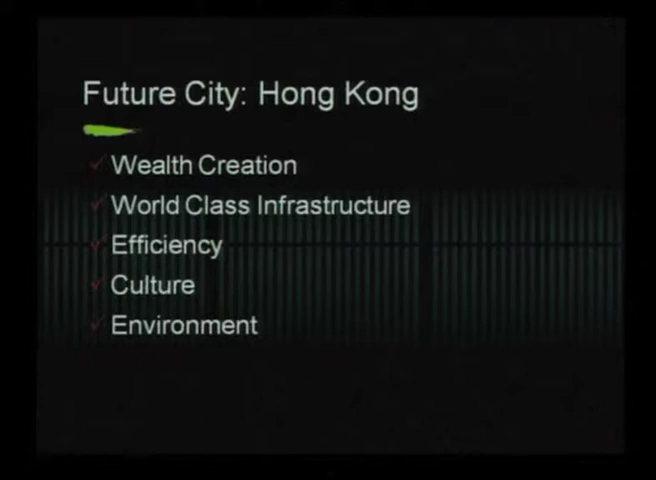 Future City: Hong Kong
Wealth Creation
World Class Infrastructure
Efficiency
Culture
Environment